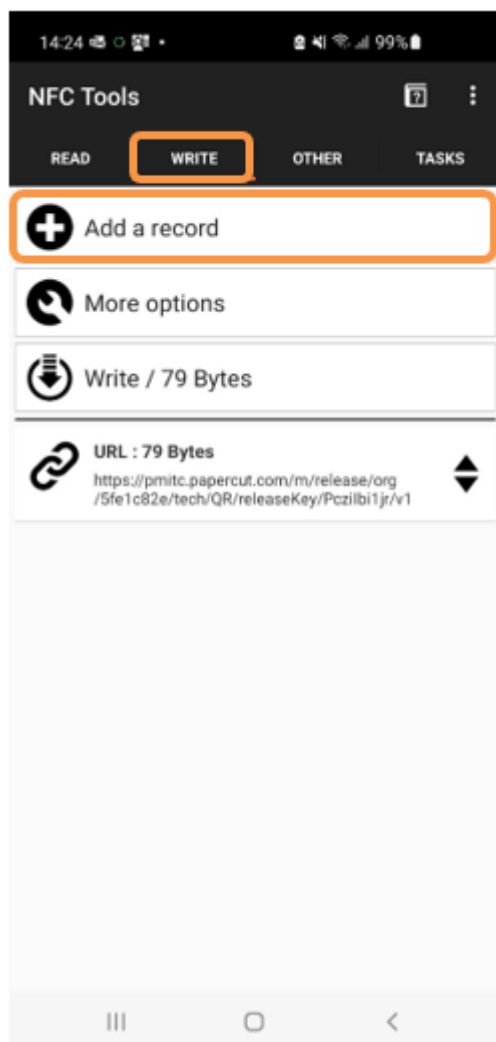 14:24 99%
NFC Tools
READ WRITE OTHER TASKS
Add a record
More options
Write / 79 Bytes
URL : 79 Bytes
https://pmitc.papercut.com/m/release/org
/5fe1c82e/tech/QR/releaseKey/PcziIbi1jr/v1